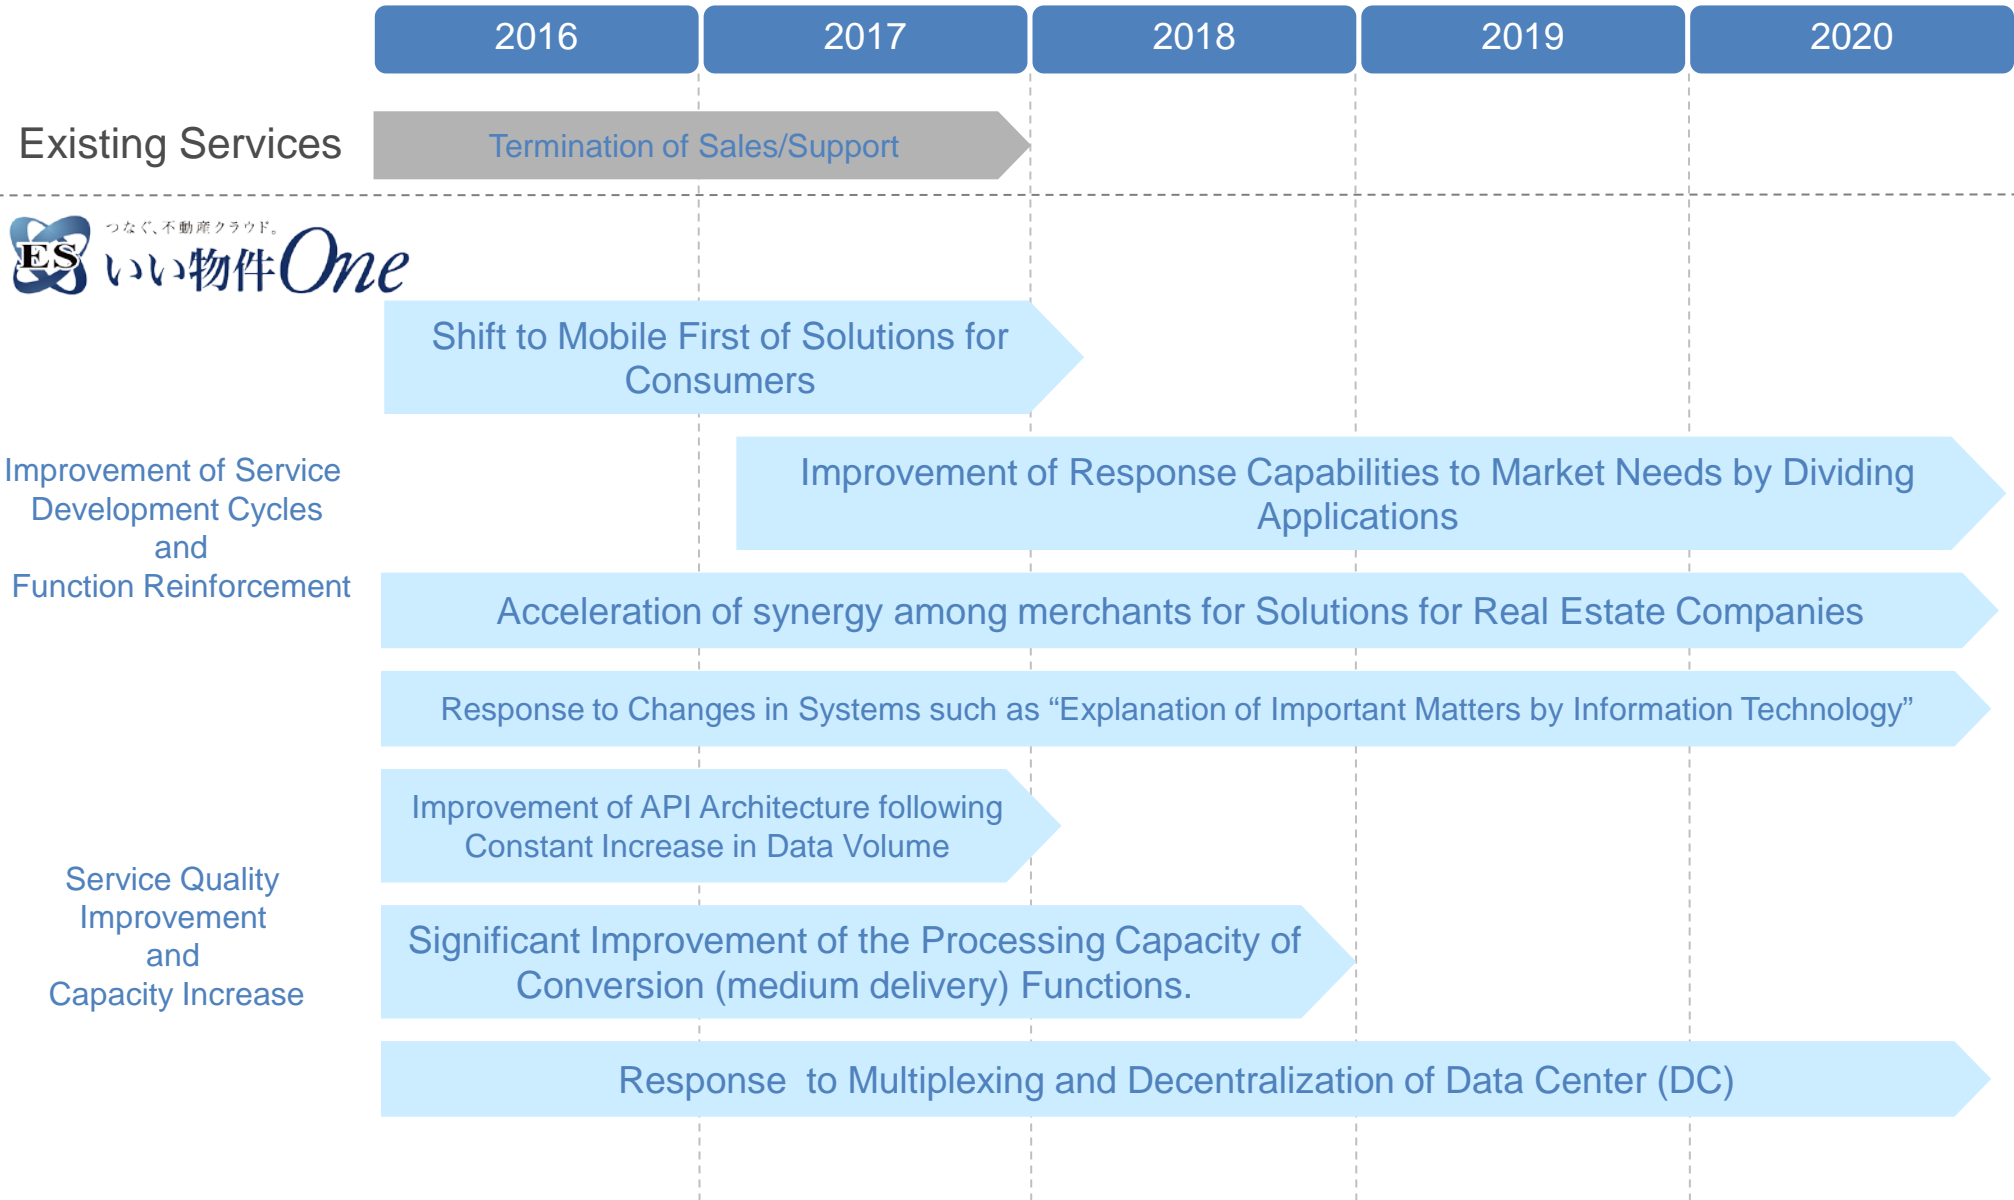 2016 2017 2018 2019 2020
Existing Services
Termination of Sales/Support
ES
つなぐ、不動産クラウド。
いい物件One
Shift to Mobile First of Solutions for
Consumers
Improvement of Service
Development Cycles
and
Function Reinforcement
Improvement of Response Capabilities to Market Needs by Dividing
Applications
Acceleration of synergy among merchants for Solutions for Real Estate Companies
Response to Changes in Systems such as “Explanation of Important Matters by Information Technology”
Service Quality
Improvement
and
Capacity Increase
Improvement of API Architecture following
Constant Increase in Data Volume
Significant Improvement of the Processing Capacity of
Conversion (medium delivery) Functions.
Response to Multiplexing and Decentralization of Data Center (DC)